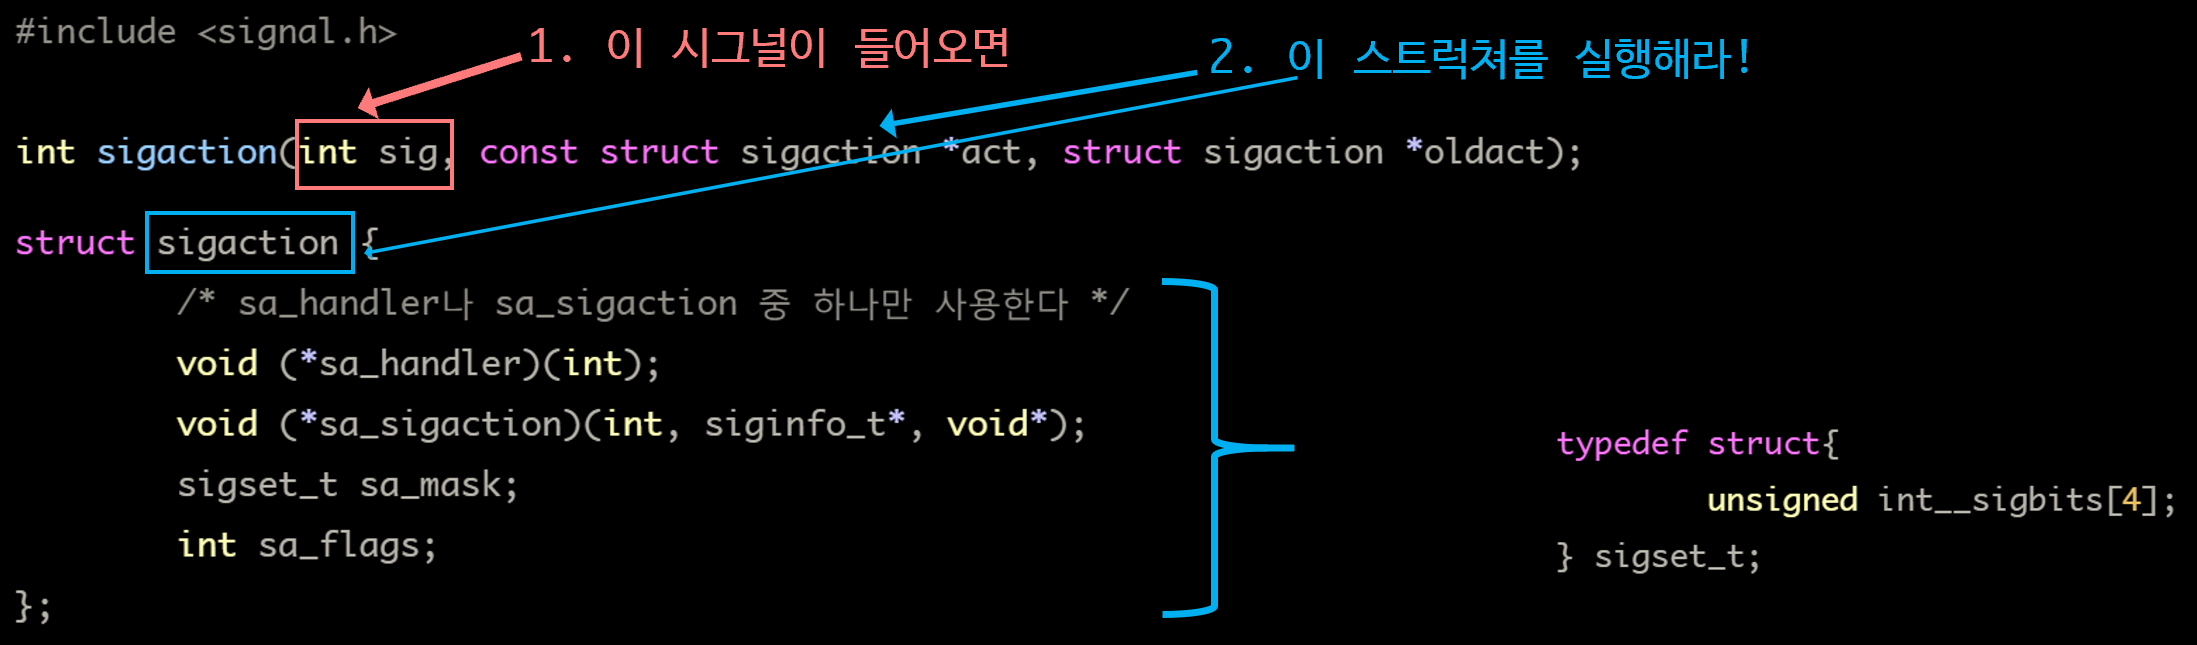 #include <signal.h>
1. 이 시그널이 들어오면
2. 이 스트럭쳐를 실행해라!
int sigaction(int sig, const struct sigaction *act, struct sigaction *oldact);
struct sigaction {
/* sa_handler나 sa_sigaction 중 하나만 사용한다 */
void (*sa_handler)(int);
void (*sa_sigaction)(int, siginfo_t*, void*);
sigset_t sa_mask;
int sa_flags;
};
typedef struct{
unsigned int__sigbits[4];
} sigset_t;